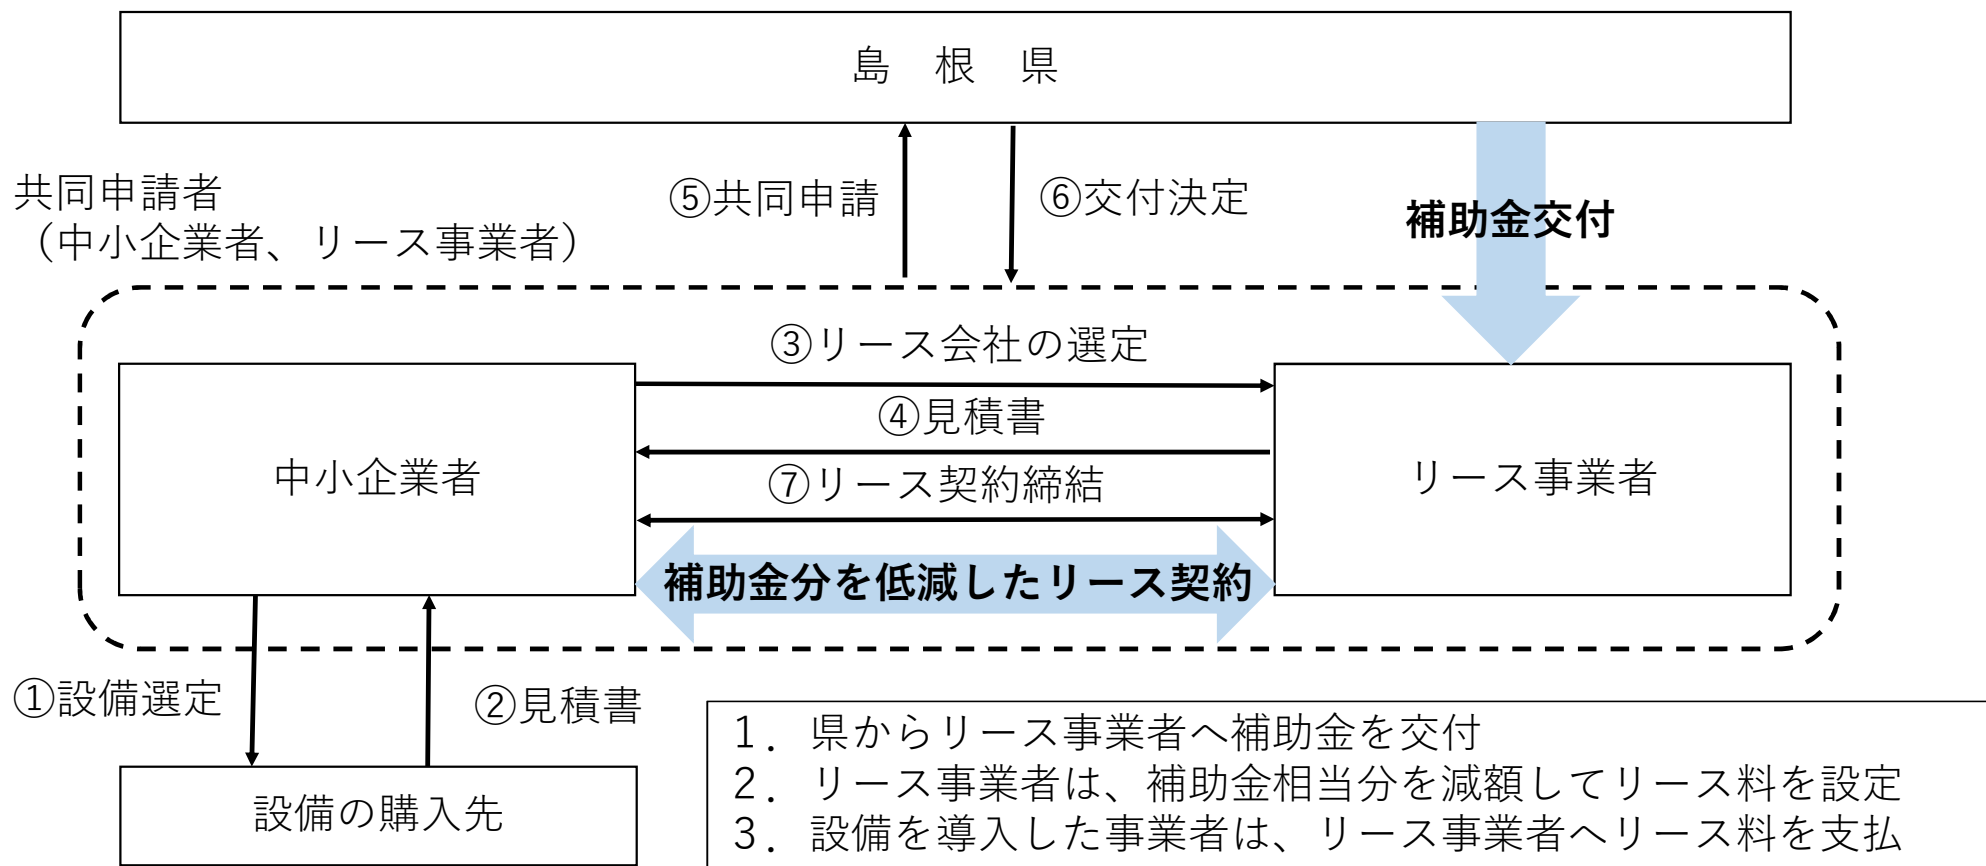 島　根　県
共同申請者
（中小企業者、リース事業者）
⑤共同申請
⑥交付決定
補助金交付
③リース会社の選定
④見積書
中小企業者
リース事業者
⑦リース契約締結
補助金分を低減したリース契約
①設備選定
②見積書
設備の購入先
１．県からリース事業者へ補助金を交付
２．リース事業者は、補助金相当分を減額してリース料を設定
３．設備を導入した事業者は、リース事業者へリース料を支払